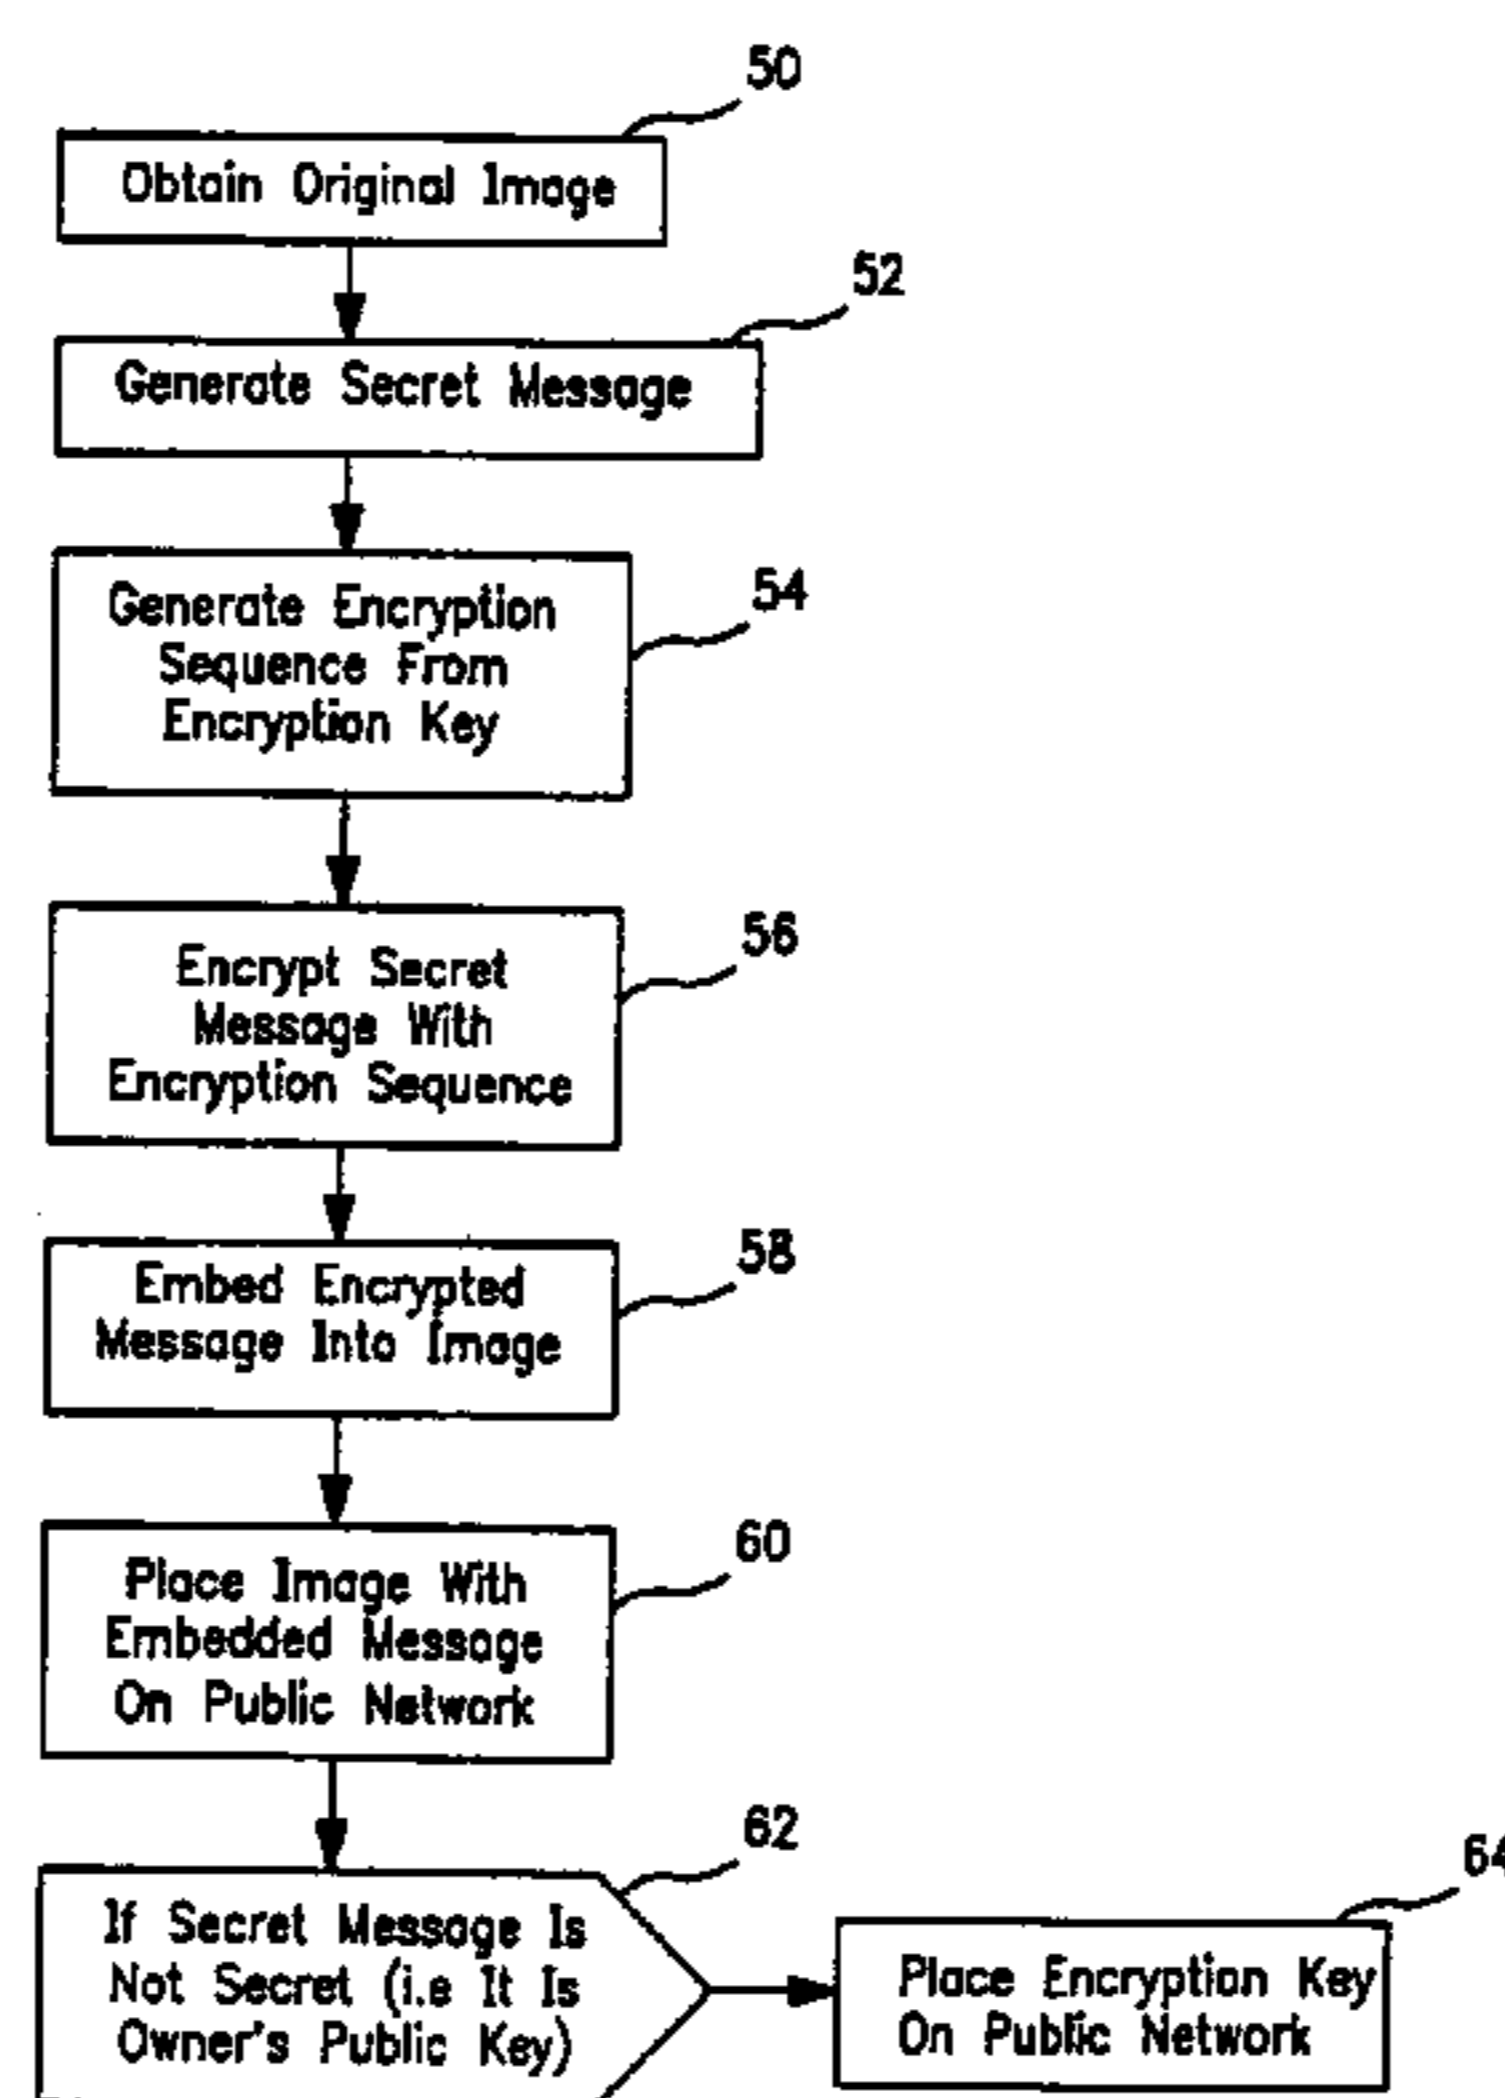 50
Obtain Original Image
52
Generate Secret Message
54
Generate Encryption
Sequence From
Encryption Key
56
Encrypt Secret
Message With
Encryption Sequence
58
Embed Encrypted
Message Into Image
60
Place Image With
Embedded Message
On Public Network
62
If Secret Message Is
Not Secret (i.e It Is
Owner's Public Key)
64
Place Encryption Key
On Public Network